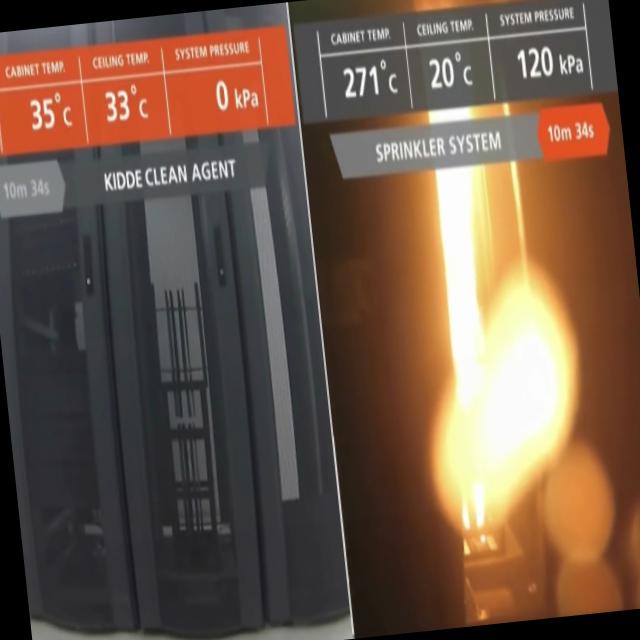 CABINET TEMP. CEILING TEMP. SYSTEM PRESSURE
35°C 33°C 0 kPa
10m 34s KIDDE CLEAN AGENT
CABINET TEMP. CEILING TEMP. SYSTEM PRESSURE
271°C 20°C 120 kPa
SPRINKLER SYSTEM 10m 34s